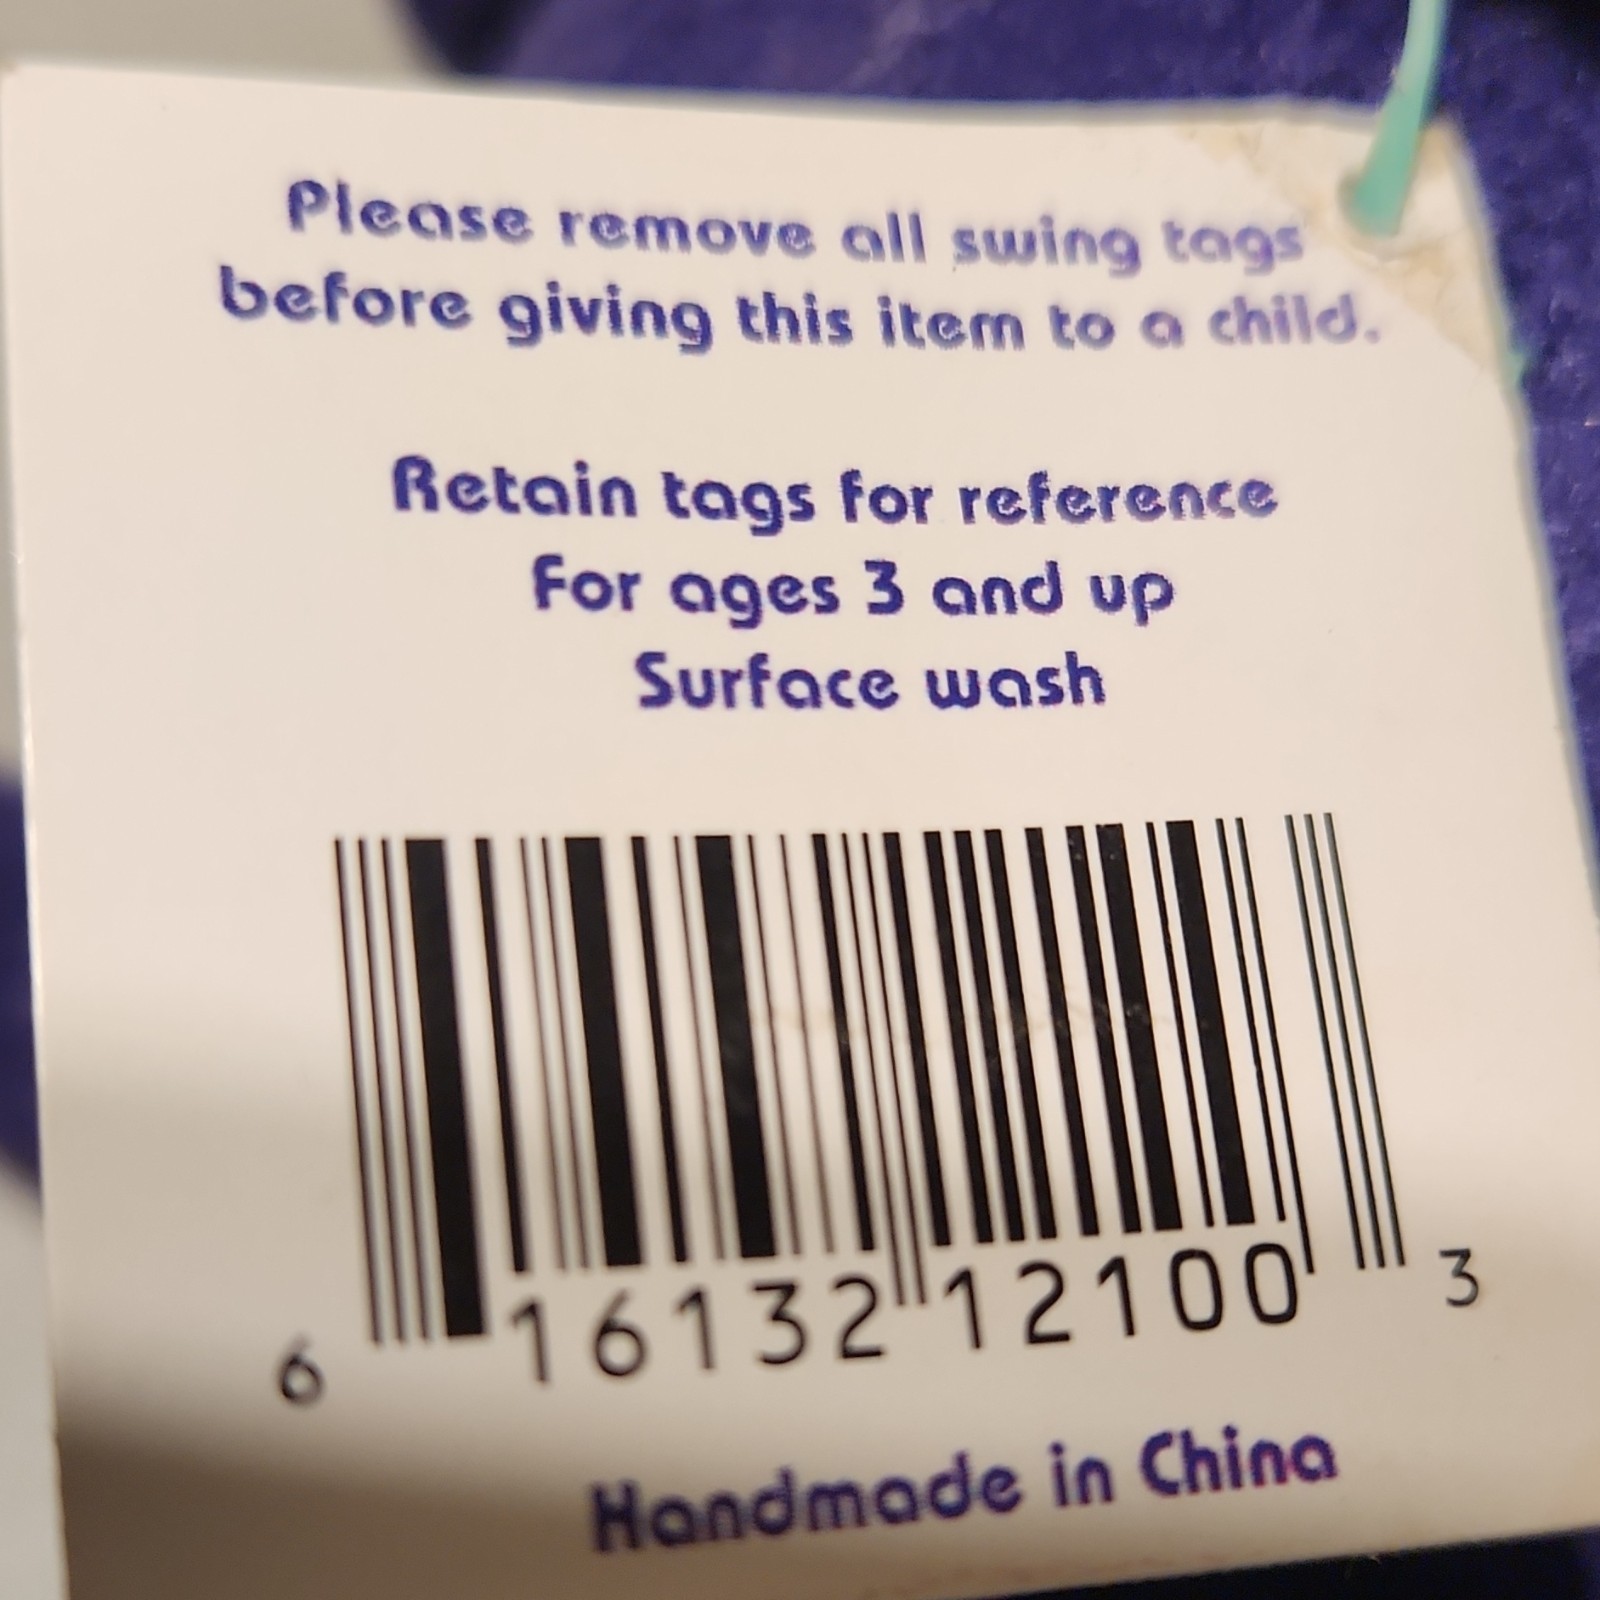 Please remove all swing tags
before giving this item to a child.
Retain tags for reference
For ages 3 and up
Surface wash
6 16132 12100 3
Handmade in China